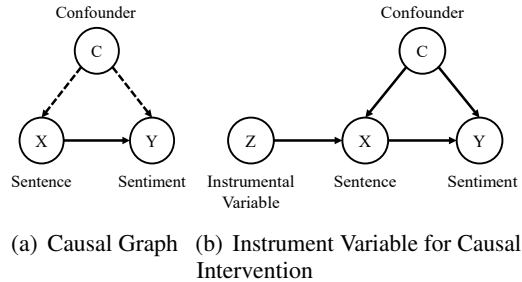 Confounder Confounder
C C
X Y Z X Y
Sentence Sentiment Instrumental Sentence Sentiment
Variable
(a) Causal Graph (b) Instrument Variable for Causal
Intervention